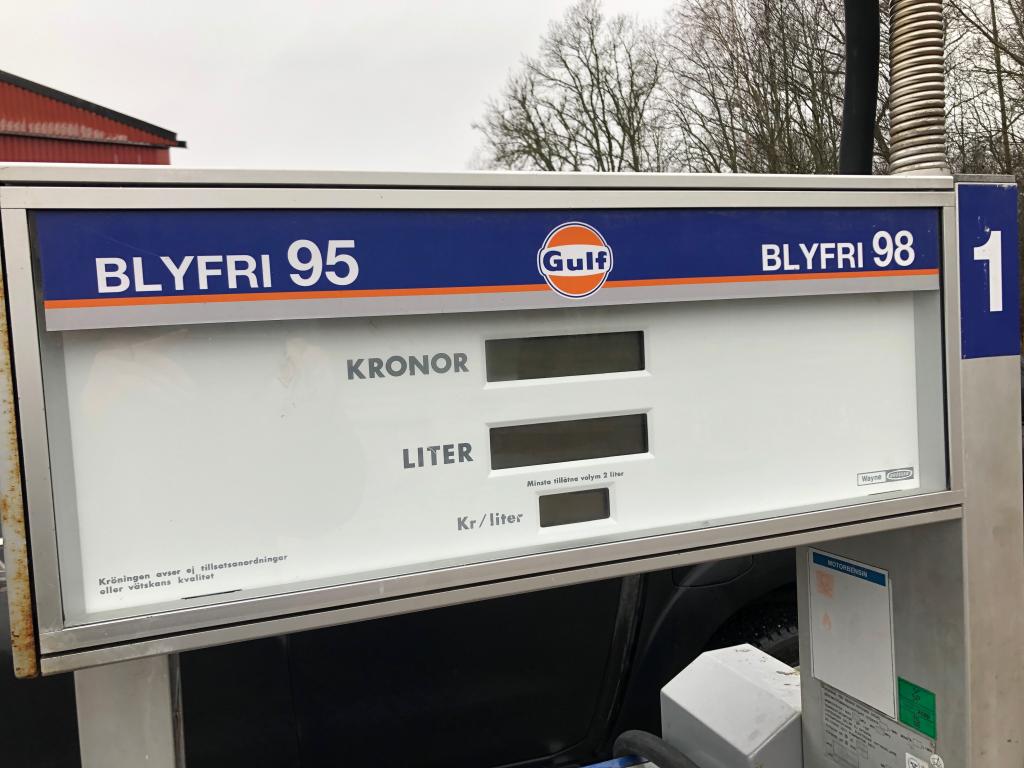 BLYFRI 95
Gulf
BLYFRI 98
1
KRONOR
LITER
Minsta tillåtna volym 2 liter
Kr/liter
Wayne
Kröningen avser ej tillsatsanordningar
eller vätskans kvalitet
MOTORBENSIN